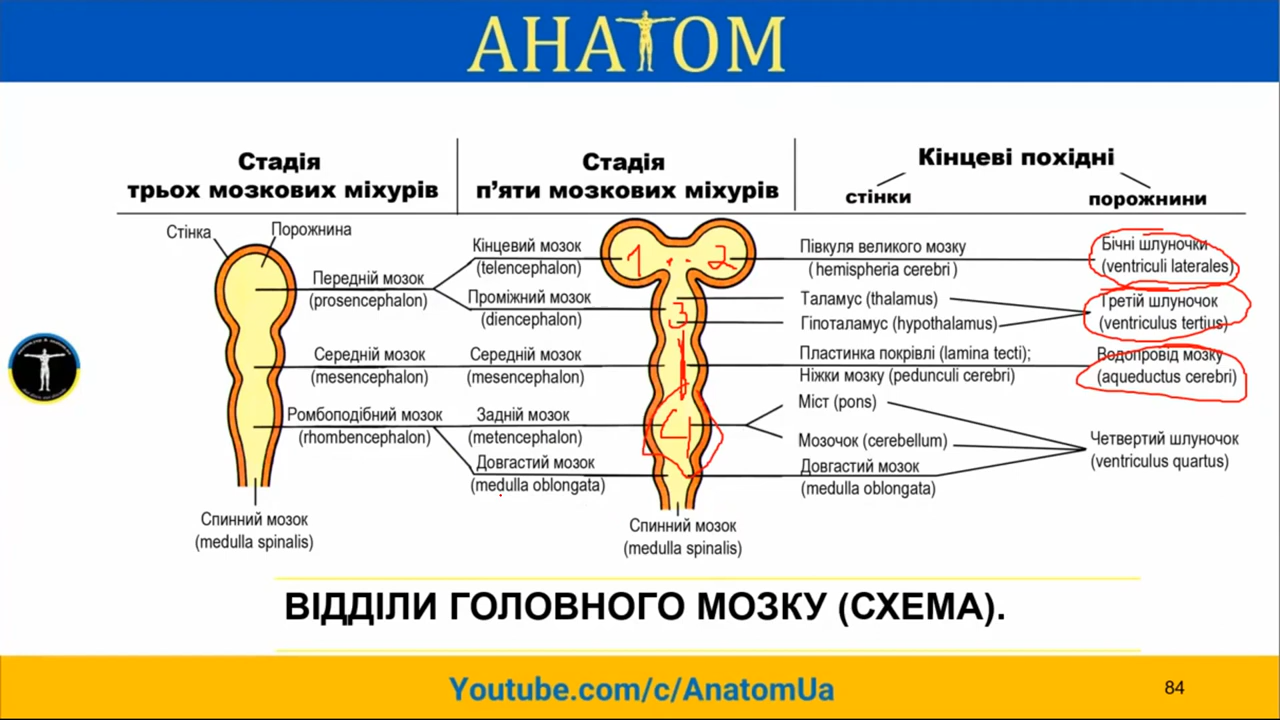 АНАТОМ
Стадія
трьох мозкових міхурів
Стадія
п’яти мозкових міхурів
Кінцеві похідні
стінки
порожнини
Стінка
Порожнина
Передній мозок
(prosencephalon)
Середній мозок
(mesencephalon)
Ромбоподібний мозок
(rhombencephalon)
Спинний мозок
(medulla spinalis)
Кінцевий мозок
(telencephalon)
Проміжний мозок
(diencephalon)
Середній мозок
(mesencephalon)
Задній мозок
(metencephalon)
Довгастий мозок
(medulla oblongata)
1 2
3
4
Спинний мозок
(medulla spinalis)
Півкуля великого мозку
(hemispheria cerebri)
Таламус (thalamus)
Гіпоталамус (hypothalamus)
Пластинка покрівлі (lamina tecti);
Ніжки мозку (pedunculi cerebri)
Міст (pons)
Мозочок (cerebellum)
Довгастий мозок
(medulla oblongata)
Бічні шлуночки
(ventriculi laterales)
Третій шлуночок
(ventriculus tertius)
Водопровід мозку
(aqueductus cerebri)
Четвертий шлуночок
(ventriculus quartus)
ВІДДІЛИ ГОЛОВНОГО МОЗКУ (СХЕМА).
Youtube.com/c/AnatomUa
84